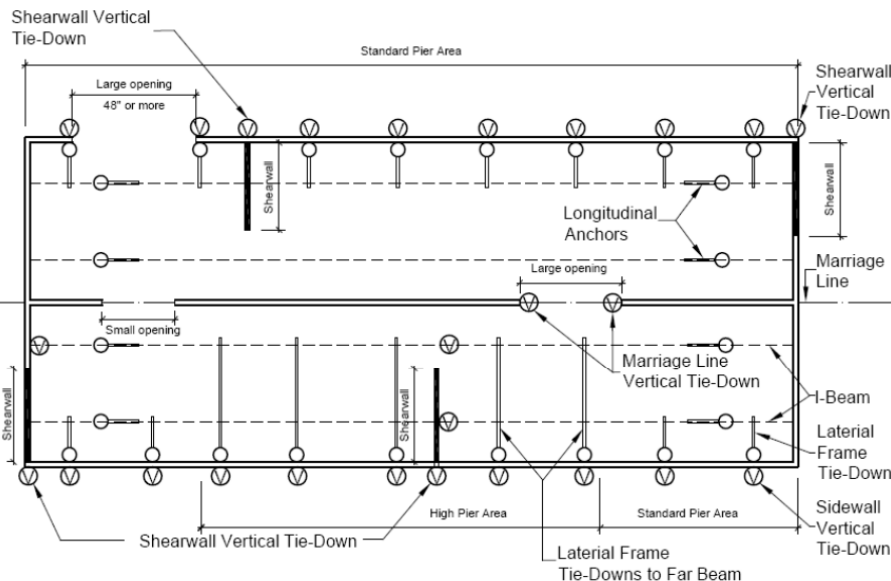 Shearwall Vertical
Tie-Down
Standard Pier Area
Large opening
48" or more
Shearwall
Vertical
Tie-Down
V
V
V
V
V
V
V
V
V
V
Shearwall
Shearwall
Longitudinal
Anchors
Large opening
Marriage
Line
V
V
Small opening
V
V
Marriage Line
Vertical Tie-Down
I-Beam
Shearwall
Shearwall
V
Laterial
Frame
Tie-Down
V
V
V
V
V
V
V
V
V
V
High Pier Area
Standard Pier Area
Sidewall
Vertical
Tie-Down
Shearwall Vertical Tie-Down
Laterial Frame
Tie-Downs to Far Beam